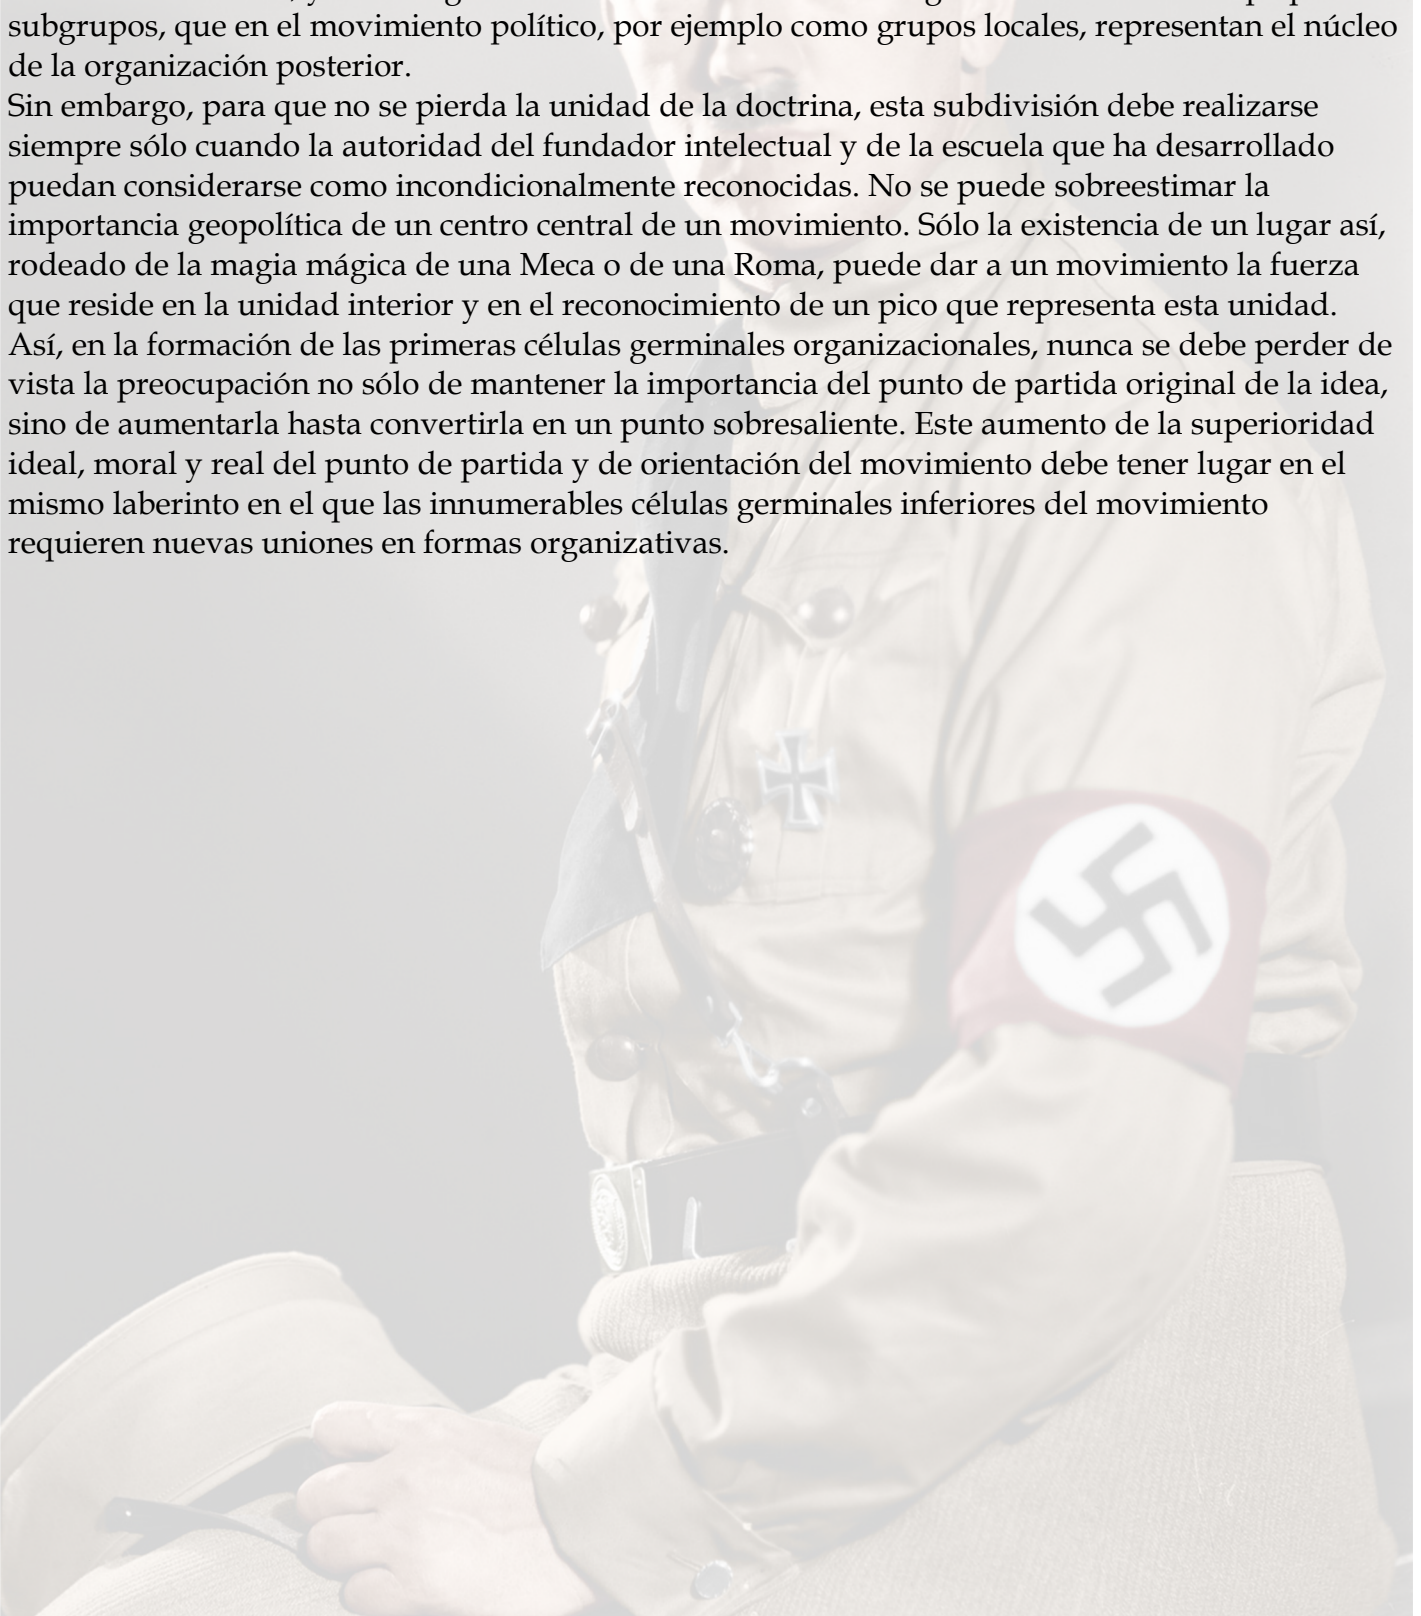 subgrupos, que en el movimiento político, por ejemplo como grupos locales, representan el núcleo
de la organización posterior.
Sin embargo, para que no se pierda la unidad de la doctrina, esta subdivisión debe realizarse
siempre sólo cuando la autoridad del fundador intelectual y de la escuela que ha desarrollado
puedan considerarse como incondicionalmente reconocidas. No se puede sobreestimar la
importancia geopolítica de un centro central de un movimiento. Sólo la existencia de un lugar así,
rodeado de la magia mágica de una Meca o de una Roma, puede dar a un movimiento la fuerza
que reside en la unidad interior y en el reconocimiento de un pico que representa esta unidad.
Así, en la formación de las primeras células germinales organizacionales, nunca se debe perder de
vista la preocupación no sólo de mantener la importancia del punto de partida original de la idea,
sino de aumentarla hasta convertirla en un punto sobresaliente. Este aumento de la superioridad
ideal, moral y real del punto de partida y de orientación del movimiento debe tener lugar en el
mismo laberinto en el que las innumerables células germinales inferiores del movimiento
requieren nuevas uniones en formas organizativas.